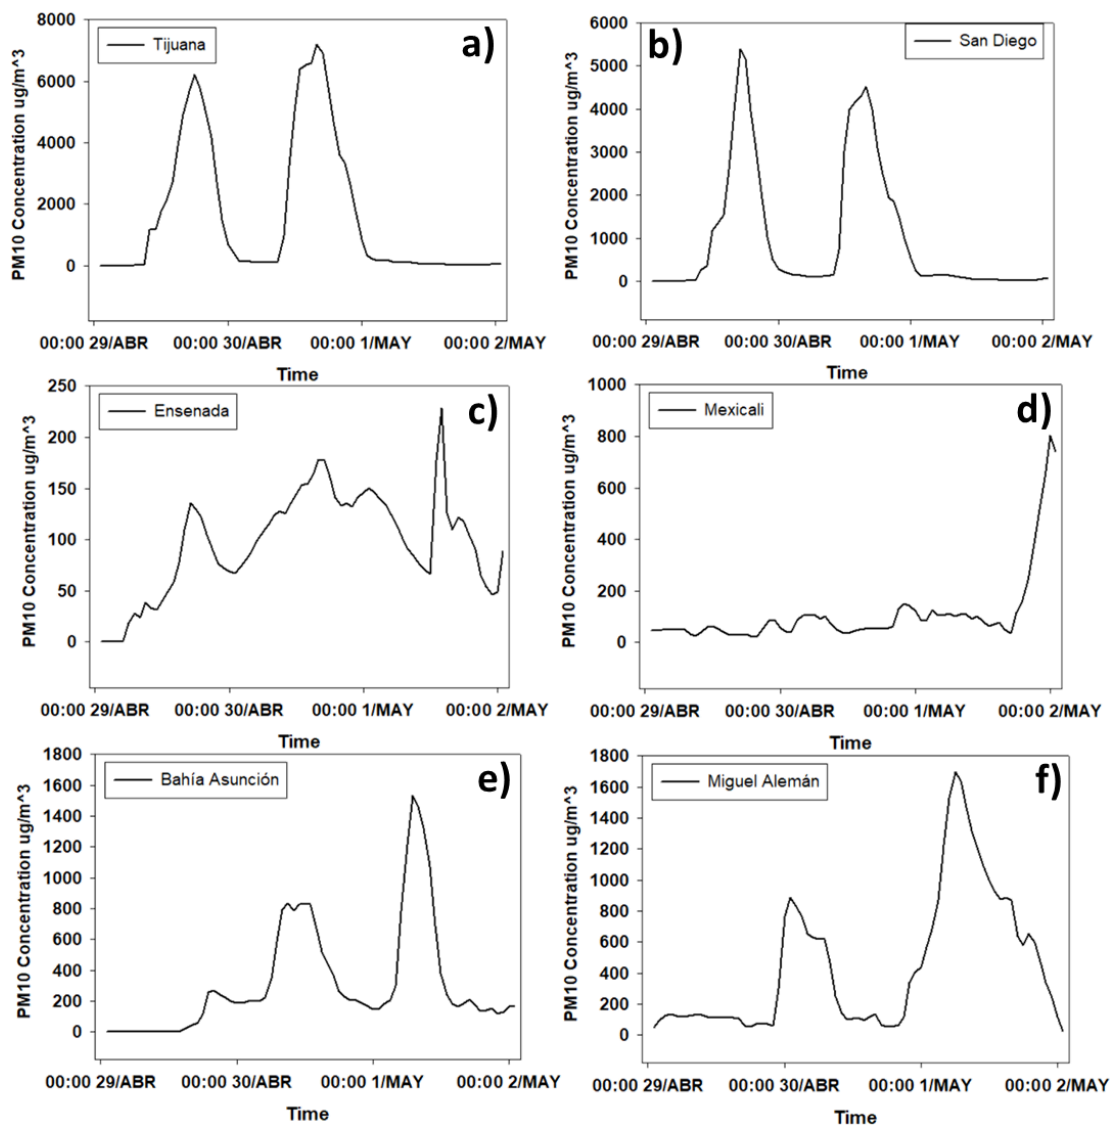 a)
Tijuana
PM10 Concentration ug/m^3
8000
6000
4000
2000
0
00:00 29/ABR 00:00 30/ABR 00:00 1/MAY 00:00 2/MAY
Time
b)
San Diego
PM10 Concentration ug/m^3
6000
5000
4000
3000
2000
1000
0
00:00 29/ABR 00:00 30/ABR 00:00 1/MAY 00:00 2/MAY
Time
c)
Ensenada
PM10 Concentration ug/m^3
250
200
150
100
50
0
00:00 29/ABR 00:00 30/ABR 00:00 1/MAY 00:00 2/MAY
Time
d)
Mexicali
PM10 Concentration ug/m^3
1000
800
600
400
200
0
00:00 29/ABR 00:00 30/ABR 00:00 1/MAY 00:00 2/MAY
Time
e)
Bahía Asunción
PM10 Concentration ug/m^3
1800
1600
1400
1200
1000
800
600
400
200
0
00:00 29/ABR 00:00 30/ABR 00:00 1/MAY 00:00 2/MAY
Time
f)
Miguel Alemán
PM10 Concentration ug/m^3
1800
1600
1400
1200
1000
800
600
400
200
0
00:00 29/ABR 00:00 30/ABR 00:00 1/MAY 00:00 2/MAY
Time